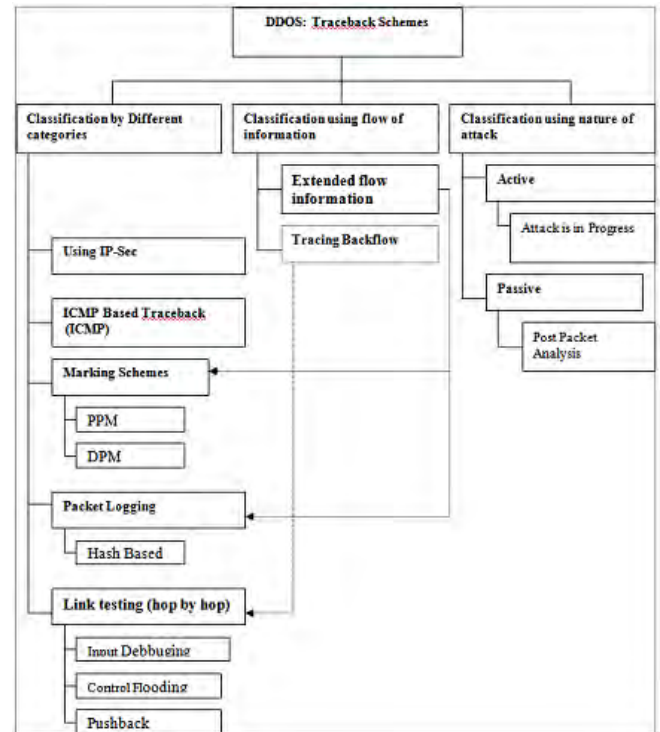 DDOS: Traceback Schemes
Classification by Different
categories
Classification using flow of
information
Classification using nature of
attack
Extended flow
information
Active
Attack is in Progress
Using IP-Sec
Tracing Backflow
Passive
ICMP Based Traceback
(ICMP)
Post Packet
Analysis
Marking Schemes
PPM
DPM
Packet Logging
Hash Based
Link testing (hop by hop)
Input Debbuging
Control Flooding
Pushback